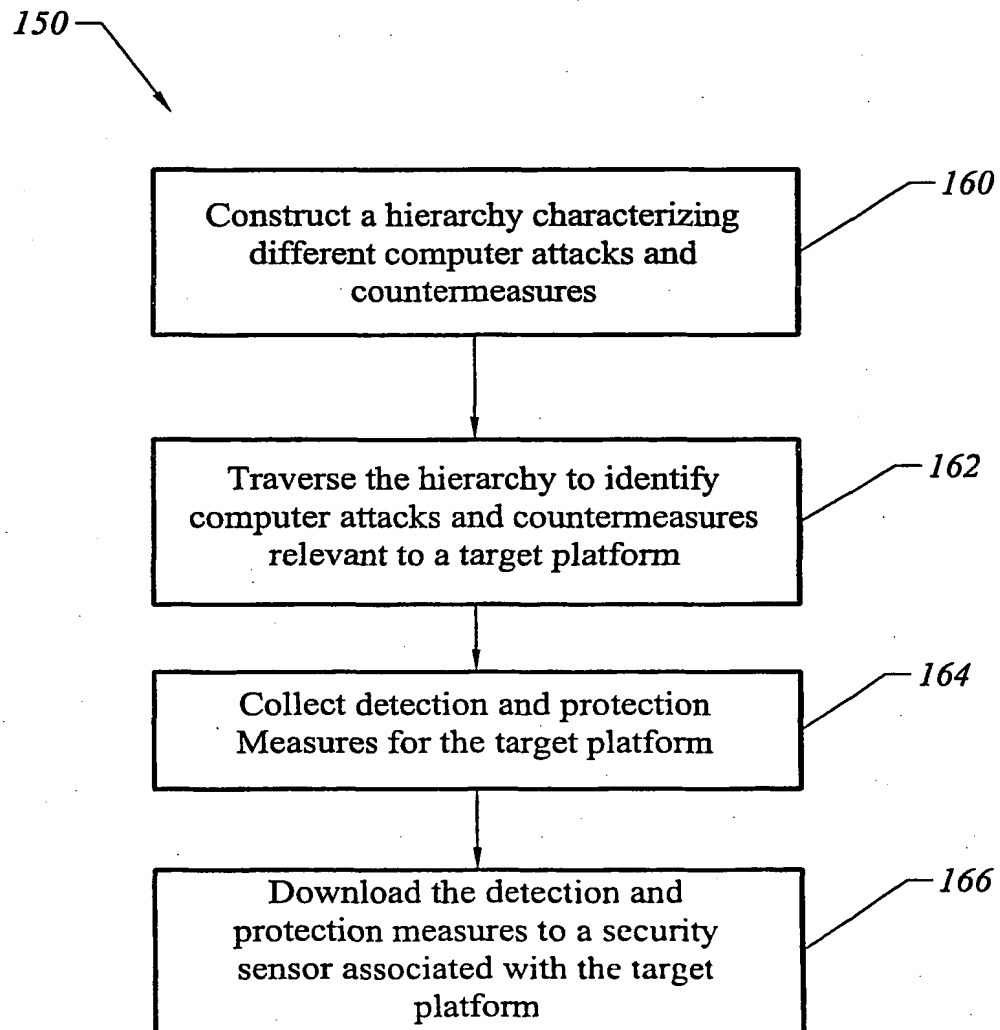 150
160
Construct a hierarchy characterizing
different computer attacks and
countermeasures
162
Traverse the hierarchy to identify
computer attacks and countermeasures
relevant to a target platform
164
Collect detection and protection
Measures for the target platform
166
Download the detection and
protection measures to a security
sensor associated with the target
platform